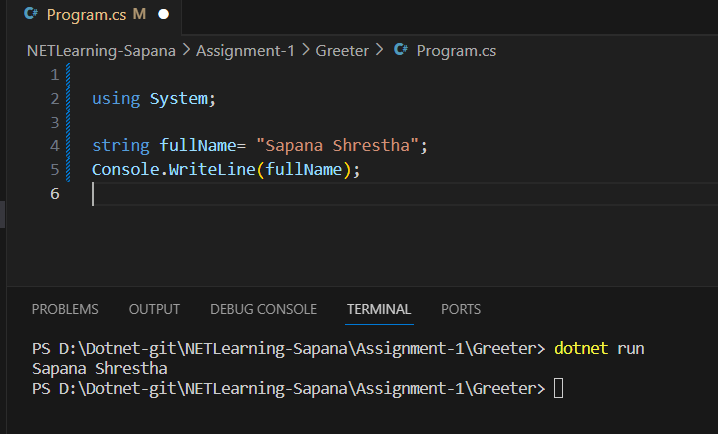 Program.cs M
NETLearning-Sapana > Assignment-1 > Greeter > C# Program.cs
1
2 using System;
3
4 string fullName= "Sapana Shrestha";
5 Console.WriteLine(fullName);
6
PROBLEMS OUTPUT DEBUG CONSOLE TERMINAL PORTS
PS D:\Dotnet-git\NETLearning-Sapana\Assignment-1\Greeter> dotnet run
Sapana Shrestha
PS D:\Dotnet-git\NETLearning-Sapana\Assignment-1\Greeter>